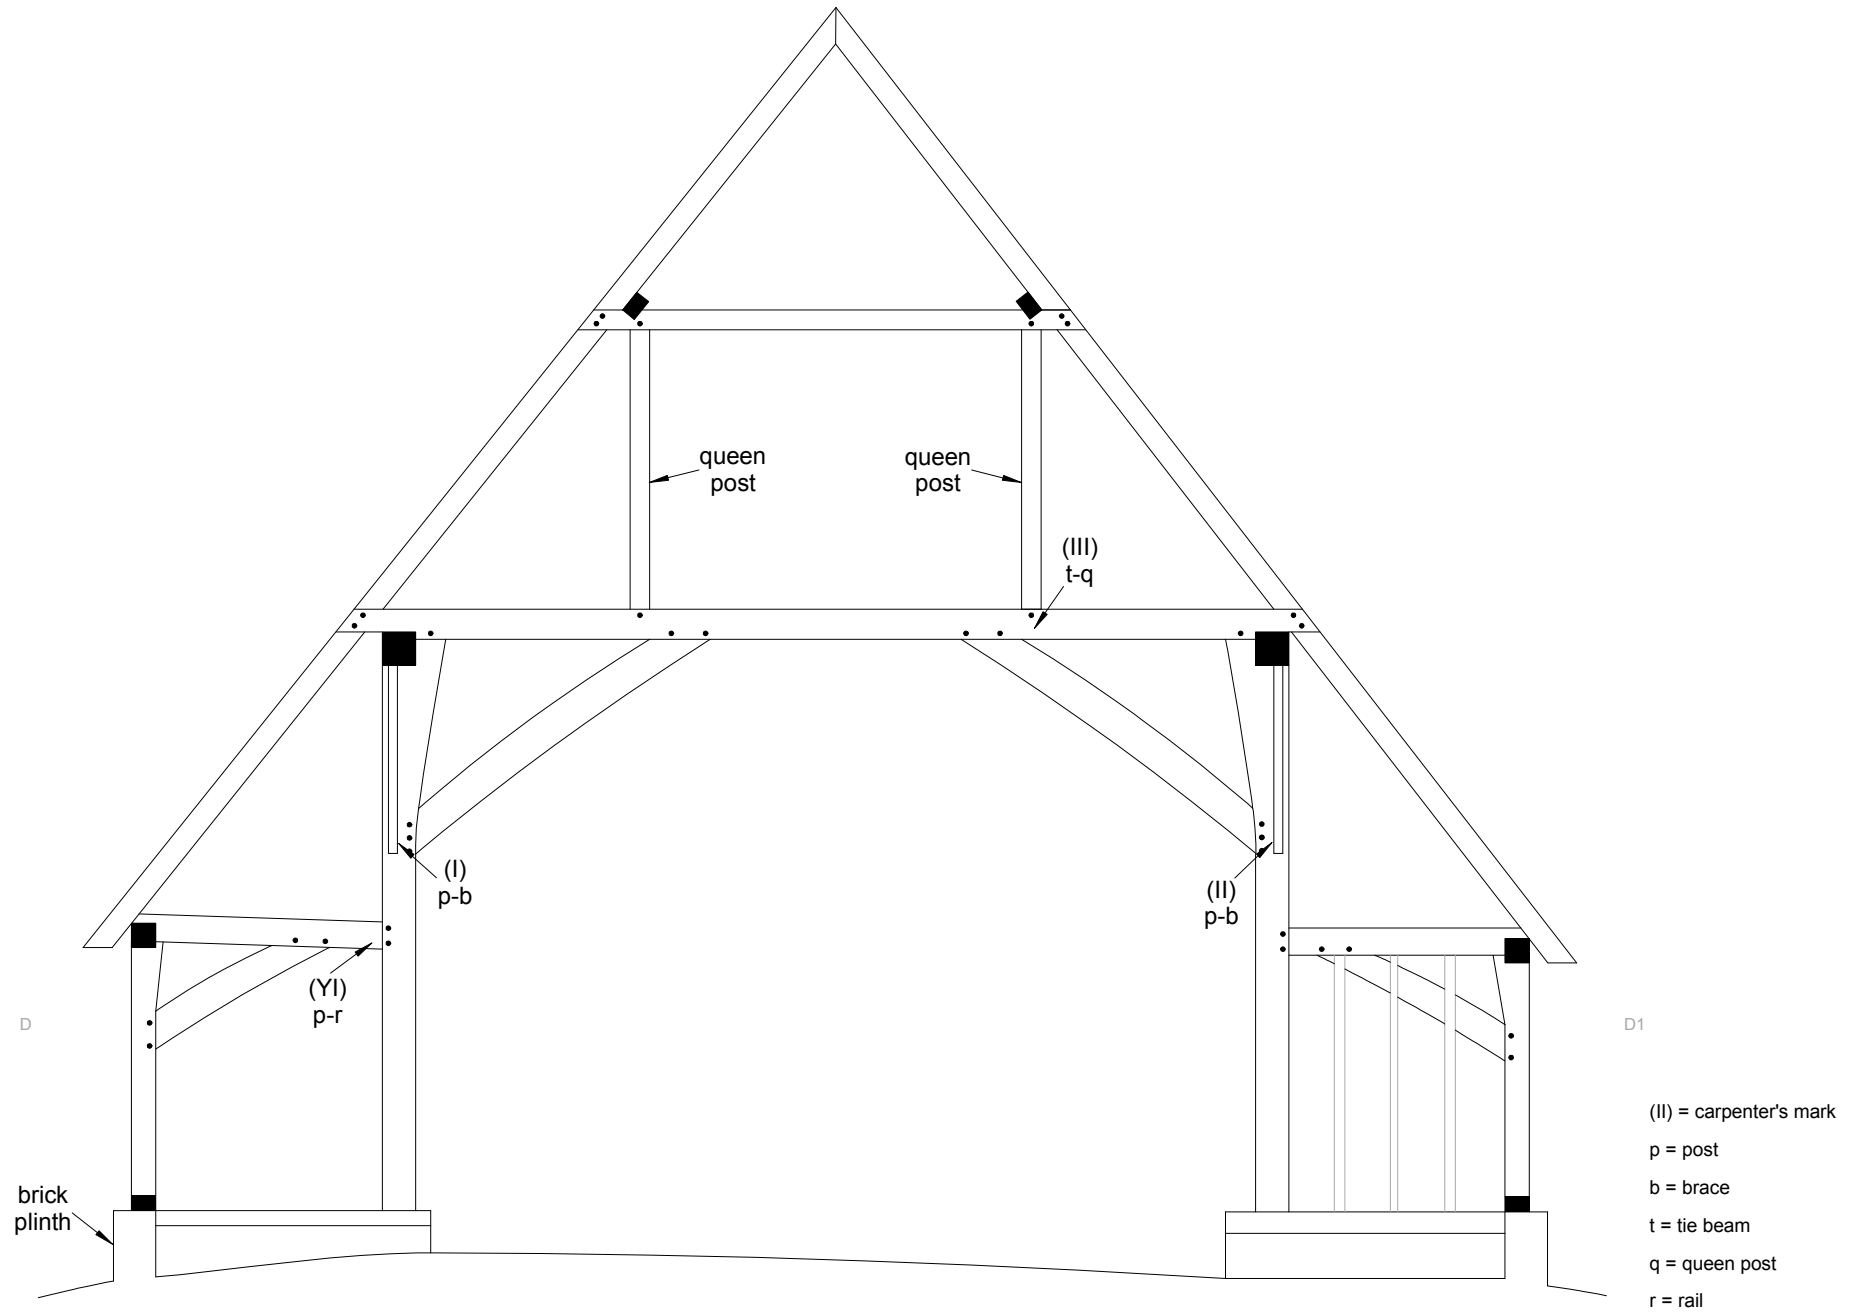 queen
post
queen
post
(III)
t-q
(I)
p-b
(II)
p-b
(YI)
p-r
D
D1
brick
plinth
(II) = carpenter's mark
p = post
b = brace
t = tie beam
q = queen post
r = rail